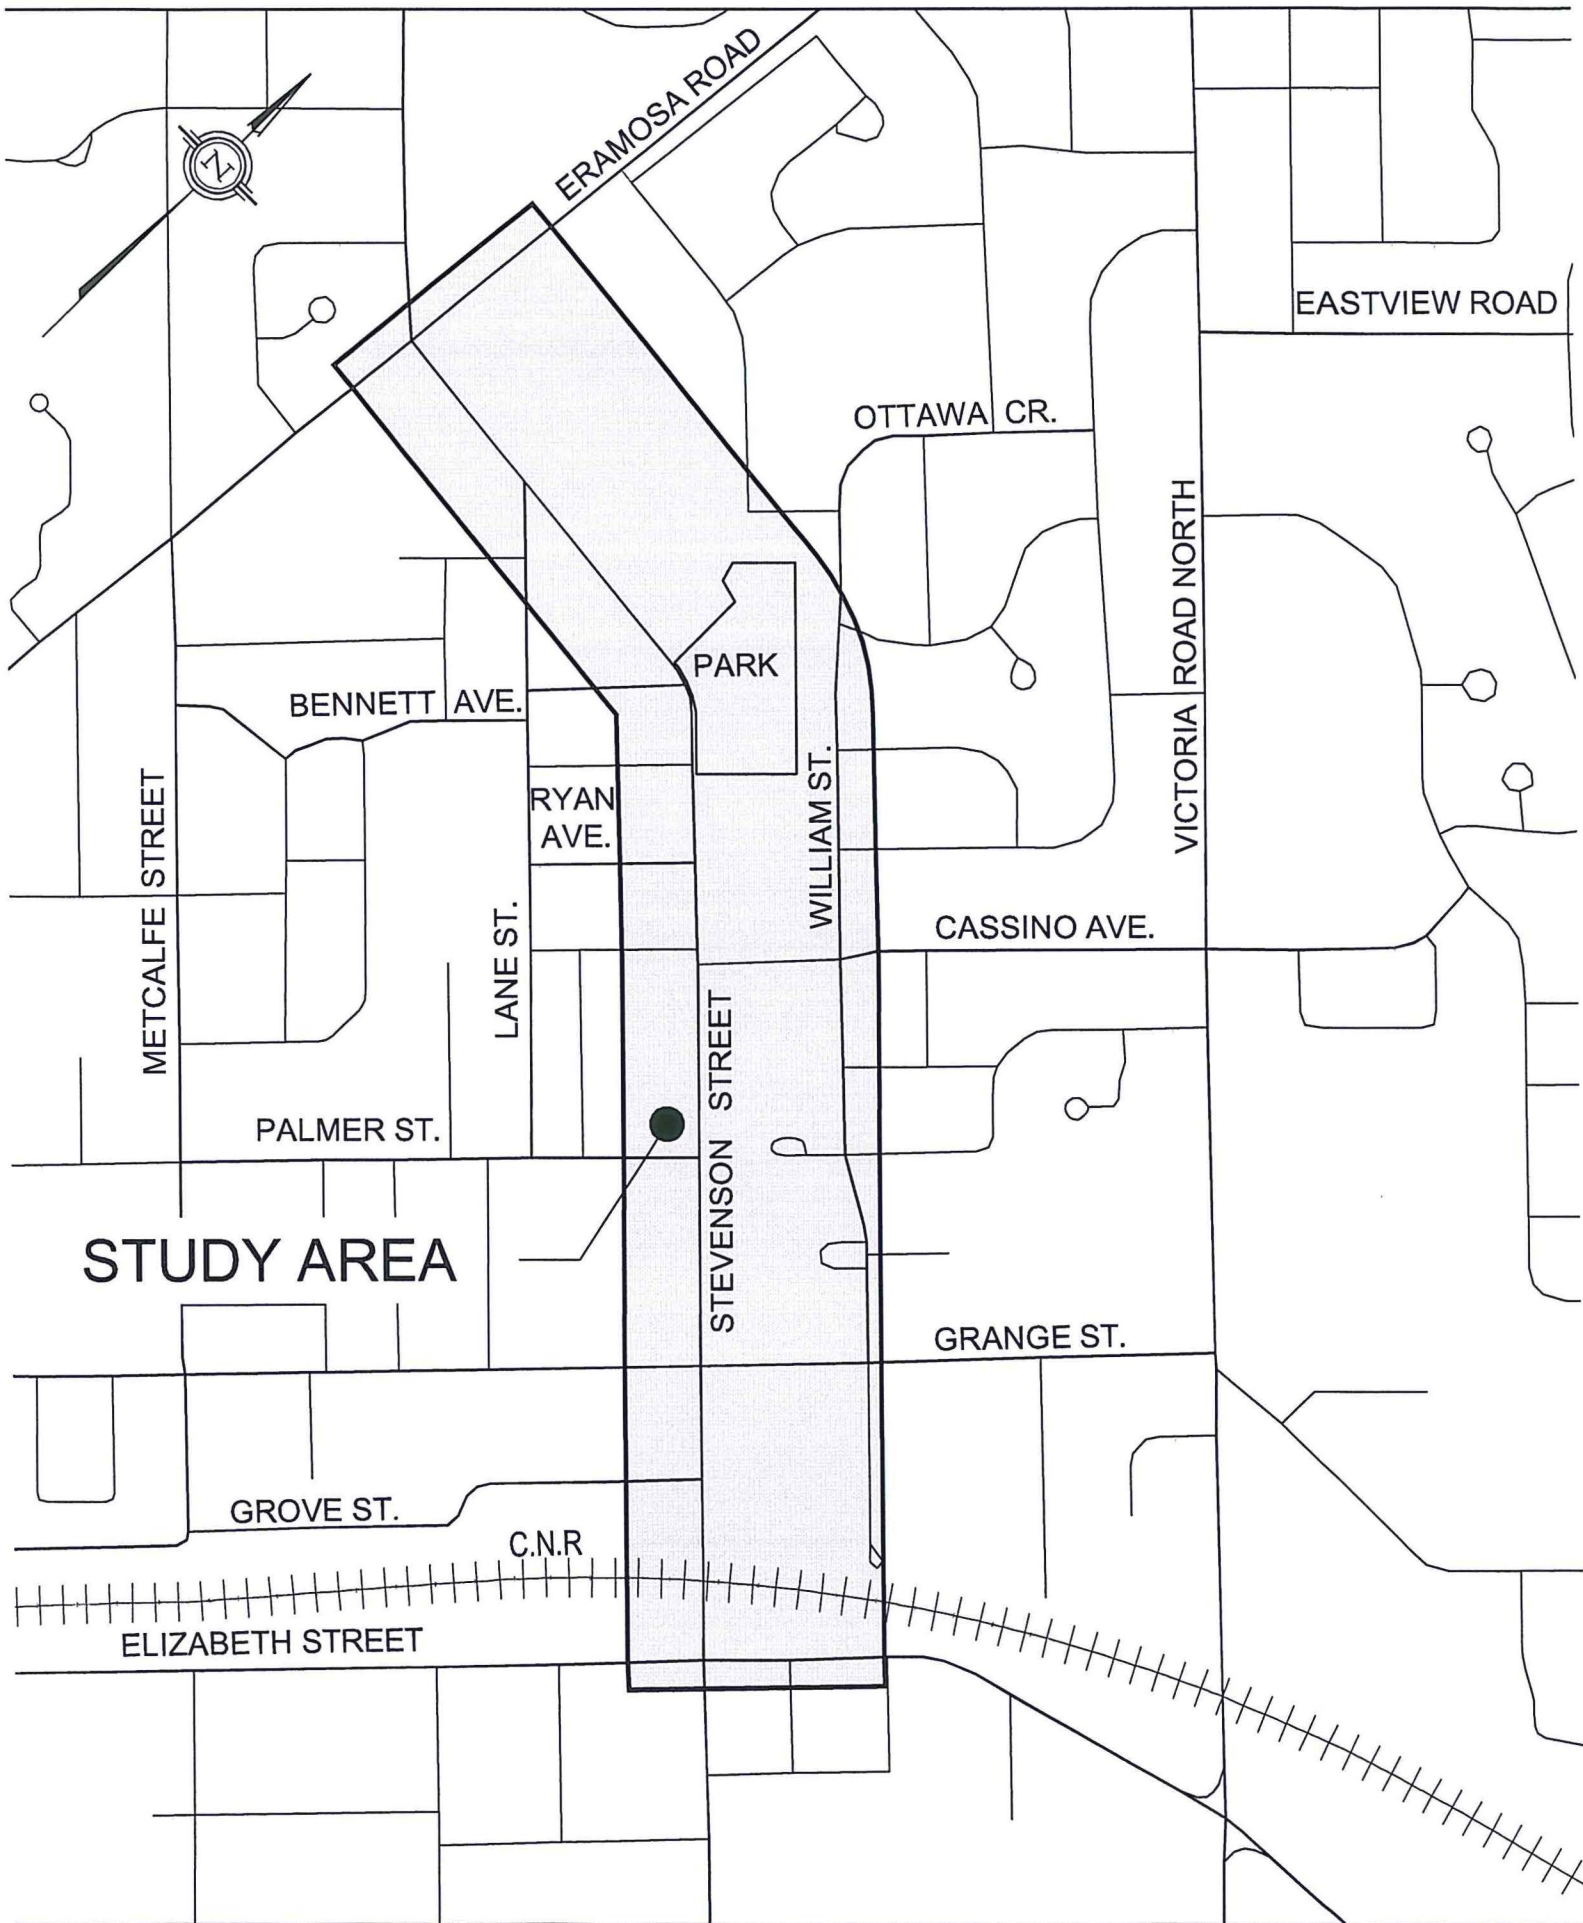 ERAMOSA ROAD
N
EASTVIEW ROAD
OTTAWA CR.
VICTORIA ROAD NORTH
PARK
BENNETT AVE.
METCALFE STREET
RYAN
AVE.
WILLIAM ST.
LANE ST.
CASSINO AVE.
STEVENSON STREET
PALMER ST.
STUDY AREA
GRANGE ST.
GROVE ST.
C.N.R
ELIZABETH STREET